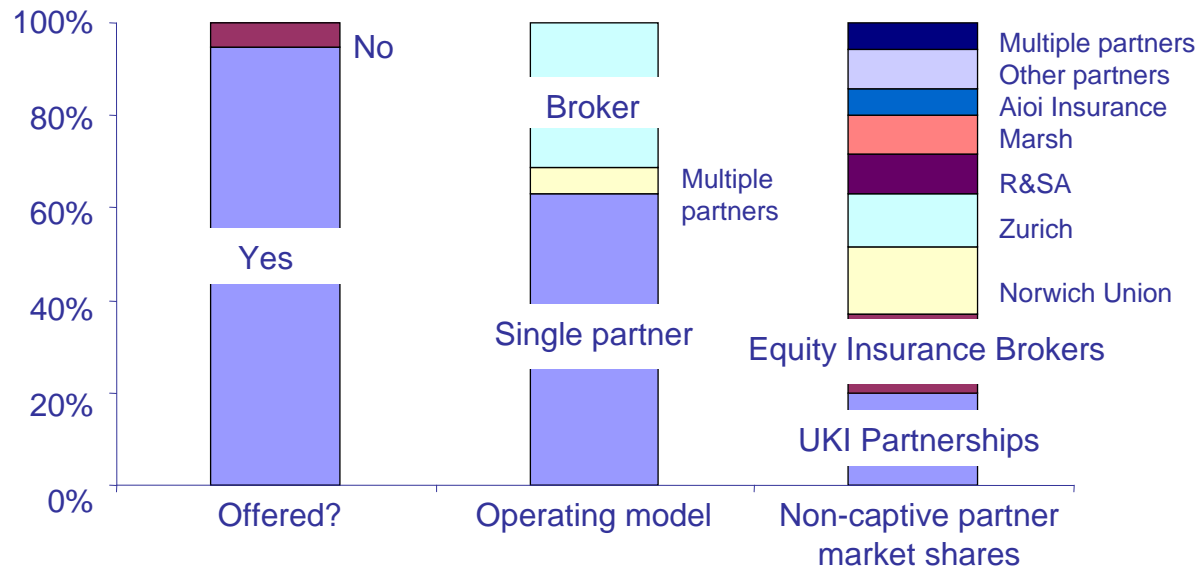 100%
80%
60%
40%
20%
0%
No
Yes
Offered?
Broker
Multiple
partners
Single partner
Operating model
Multiple partners
Other partners
Aioi Insurance
Marsh
R&SA
Zurich
Norwich Union
Equity Insurance Brokers
UKI Partnerships
Non-captive partner
market shares